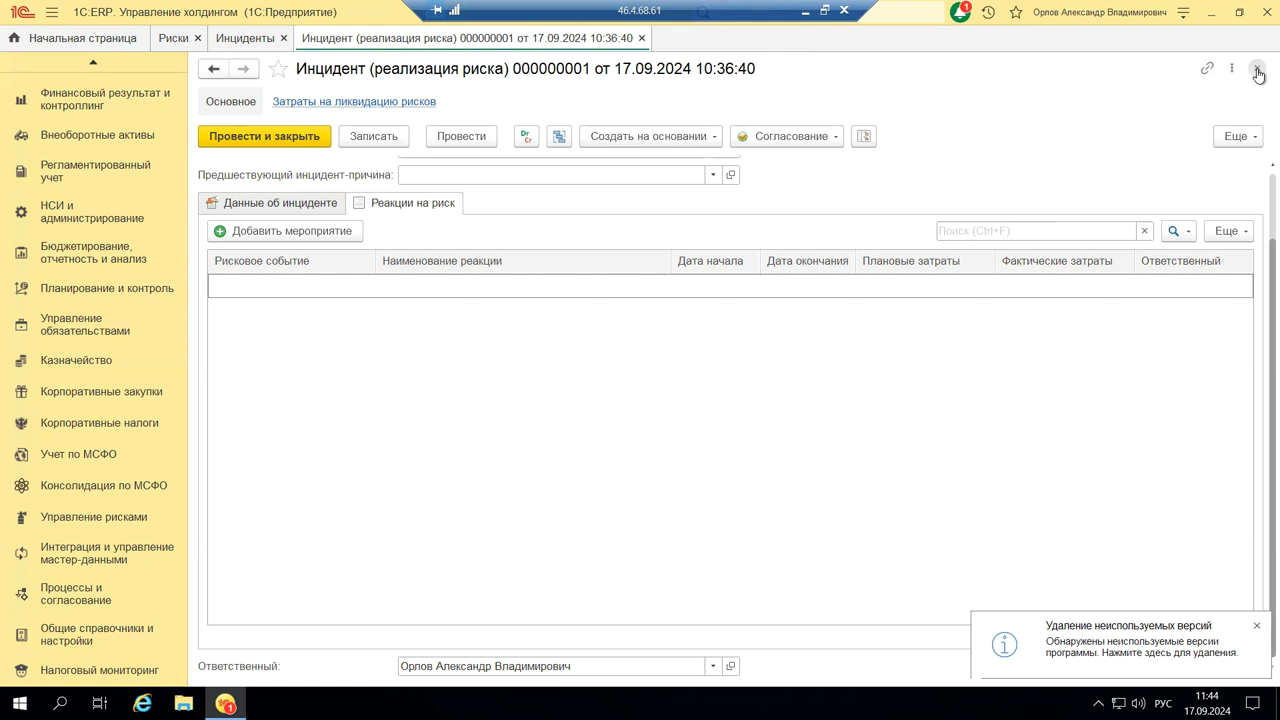 1С:ERP. Управление холдингом (1С:Предприятие)
46.4.68.61
1
Орлов Александр Владимирович
Начальная страница
Риски
Инциденты
Инцидент (реализация риска) 000000001 от 17.09.2024 10:36:40
Инцидент (реализация риска) 000000001 от 17.09.2024 10:36:40
Основное
Затраты на ликвидацию рисков
Провести и закрыть
Записать
Провести
Dr
Cr
Создать на основании
Согласование
Еще
Предшествующий инцидент-причина:
Данные об инциденте
Реакции на риск
Добавить мероприятие
Поиск (Ctrl+F)
Еще
Рисковое событие
Наименование реакции
Дата начала
Дата окончания
Плановые затраты
Фактические затраты
Ответственный
Финансовый результат и
контроллинг
Внеоборотные активы
Регламентированный
учет
НСИ и
администрирование
Бюджетирование,
отчетность и анализ
Планирование и контроль
Управление
обязательствами
Казначейство
Корпоративные закупки
Корпоративные налоги
Учет по МСФО
Консолидация по МСФО
Управление рисками
Интеграция и управление
мастер-данными
Процессы и
согласование
Общие справочники и
настройки
Налоговый мониторинг
Удаление неиспользуемых версий
Обнаружены неиспользуемые версии
программы. Нажмите здесь для удаления.
Ответственный:
Орлов Александр Владимирович
1
РУС
11:44
17.09.2024